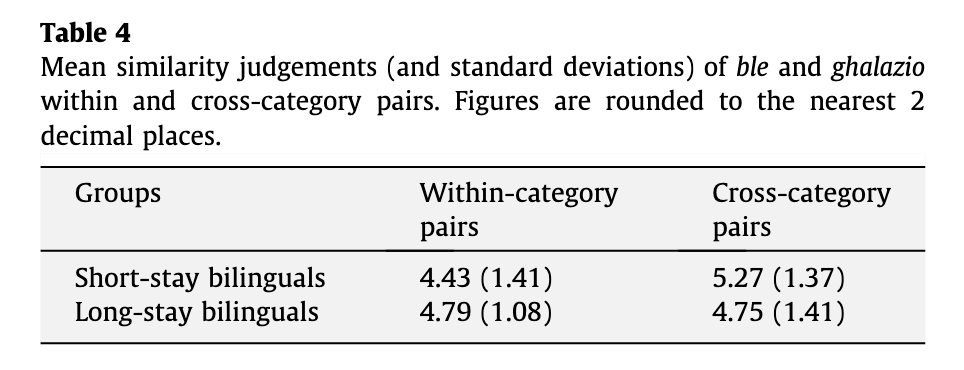 Table 4
Mean similarity judgements (and standard deviations) of ble and ghalazio
within and cross-category pairs. Figures are rounded to the nearest 2
decimal places.
Groups Within-category pairs Cross-category pairs
Short-stay bilinguals 4.43 (1.41) 5.27 (1.37)
Long-stay bilinguals 4.79 (1.08) 4.75 (1.41)